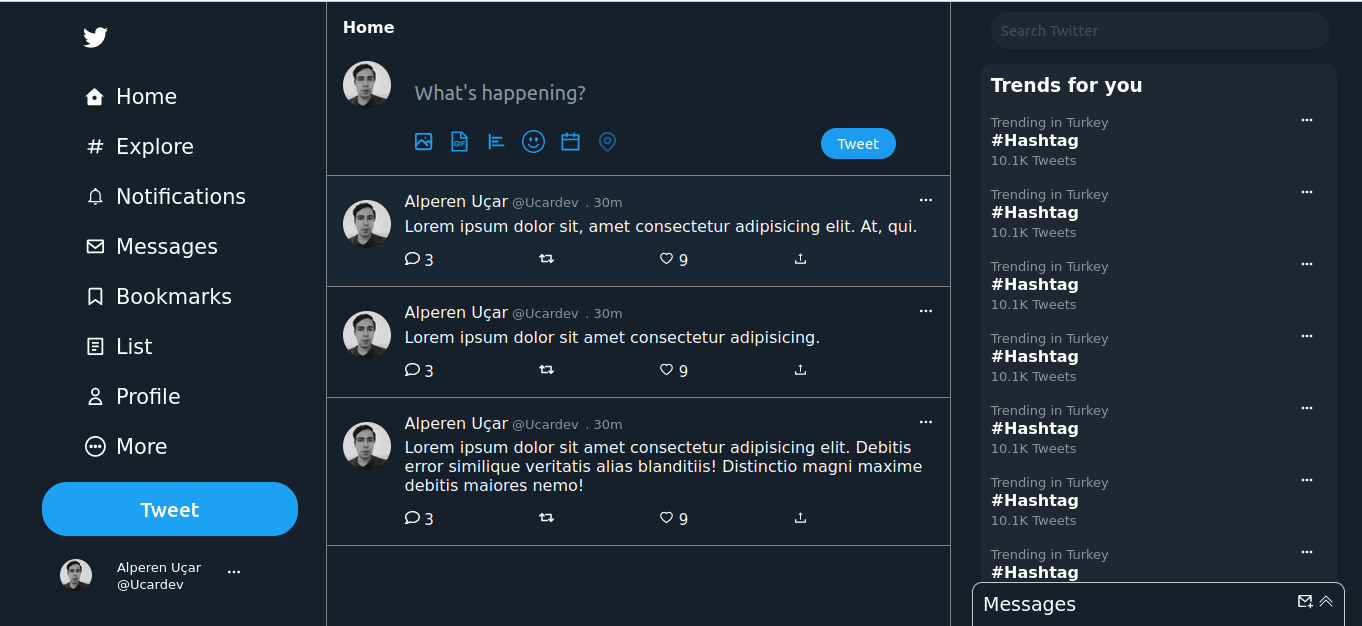 Home
Explore
Notifications
Messages
Bookmarks
List
Profile
More
Tweet
Alperen Uçar
@Ucardev
Home
What's happening?
GIF
Tweet
Alperen Uçar @Ucardev . 30m
Lorem ipsum dolor sit, amet consectetur adipisicing elit. At, qui.
3 9
Alperen Uçar @Ucardev . 30m
Lorem ipsum dolor sit amet consectetur adipisicing.
3 9
Alperen Uçar @Ucardev . 30m
Lorem ipsum dolor sit amet consectetur adipisicing elit. Debitis
error similique veritatis alias blanditiis! Distinctio magni maxime
debitis maiores nemo!
3 9
Search Twitter
Trends for you
Trending in Turkey
#Hashtag
10.1K Tweets
Trending in Turkey
#Hashtag
10.1K Tweets
Trending in Turkey
#Hashtag
10.1K Tweets
Trending in Turkey
#Hashtag
10.1K Tweets
Trending in Turkey
#Hashtag
10.1K Tweets
Trending in Turkey
#Hashtag
10.1K Tweets
Trending in Turkey
#Hashtag
Messages